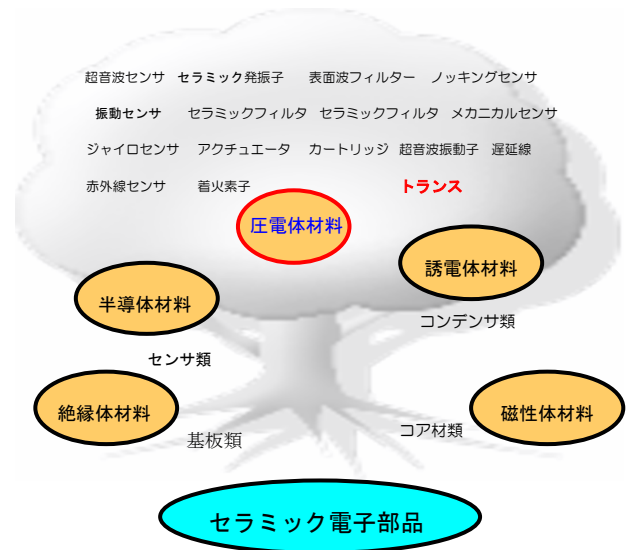 超音波センサ セラミック発振子 表面波フィルター ノッキングセンサ
振動センサ セラミックフィルタ セラミックフィルタ メカニカルセンサ
ジャイロセンサ アクチュエータ カートリッジ 超音波振動子 遅延線
赤外線センサ 着火素子 トランス
圧電体材料
誘電体材料
半導体材料
コンデンサ類
センサ類
絶縁体材料
磁性体材料
基板類
コア材類
セラミック電子部品